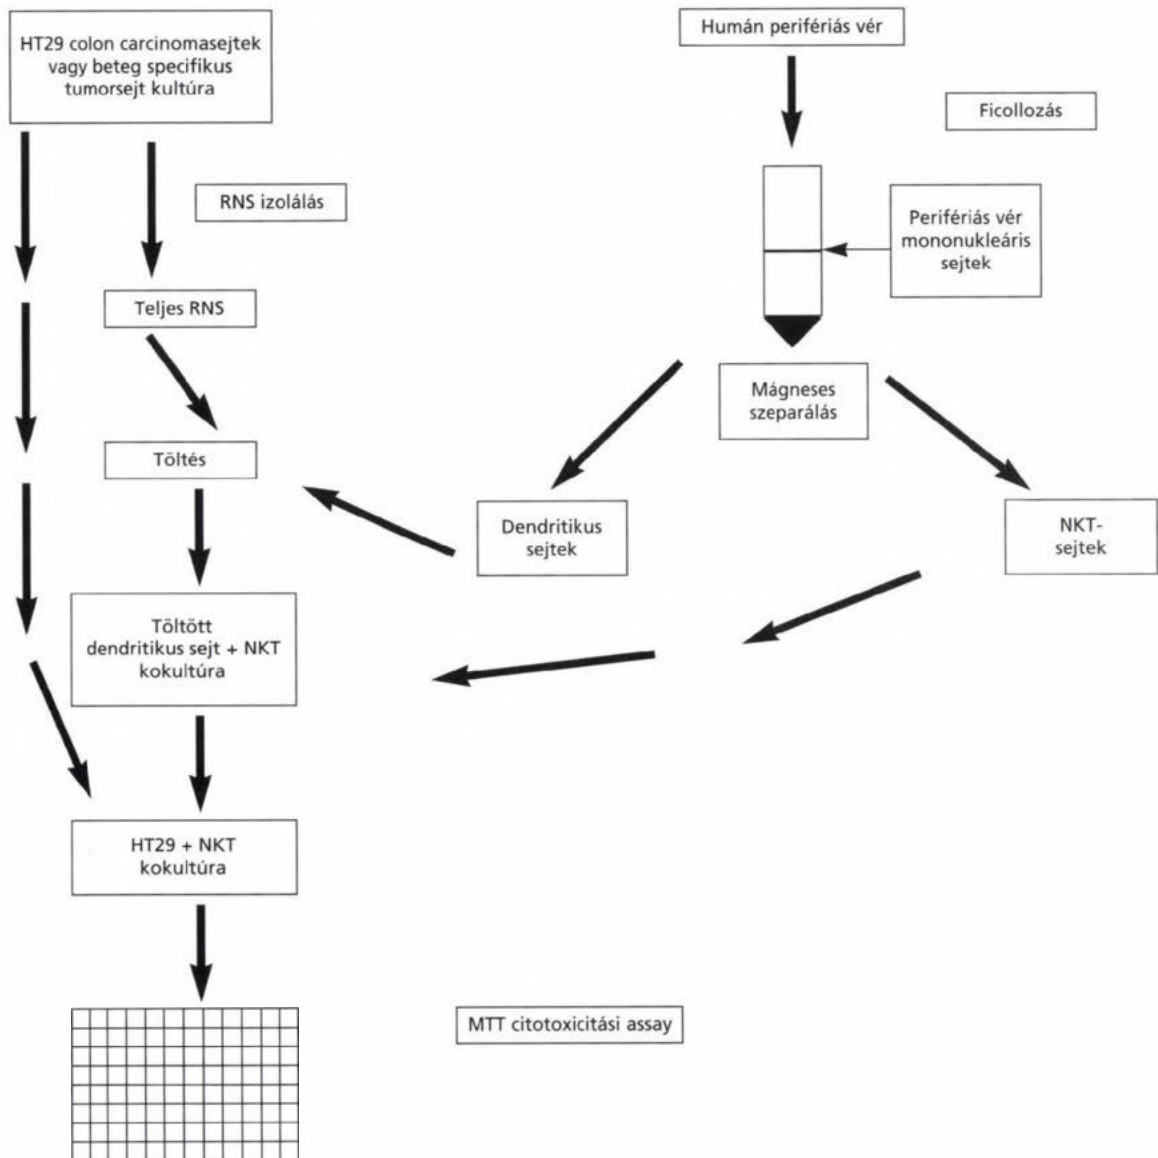 HT29 colon carcinomasejtek
vagy beteg specifikus
tumorsejt kultúra
Humán perifériás vér
Ficollozás
RNS izolálás
Perifériás vér
mononukleáris
sejtek
Teljes RNS
Mágneses
szeparálás
Töltés
Dendritikus
sejtek
NKT-
sejtek
Töltött
dendritikus sejt + NKT
kokultúra
HT29 + NKT
kokultúra
MTT citotoxicitási assay